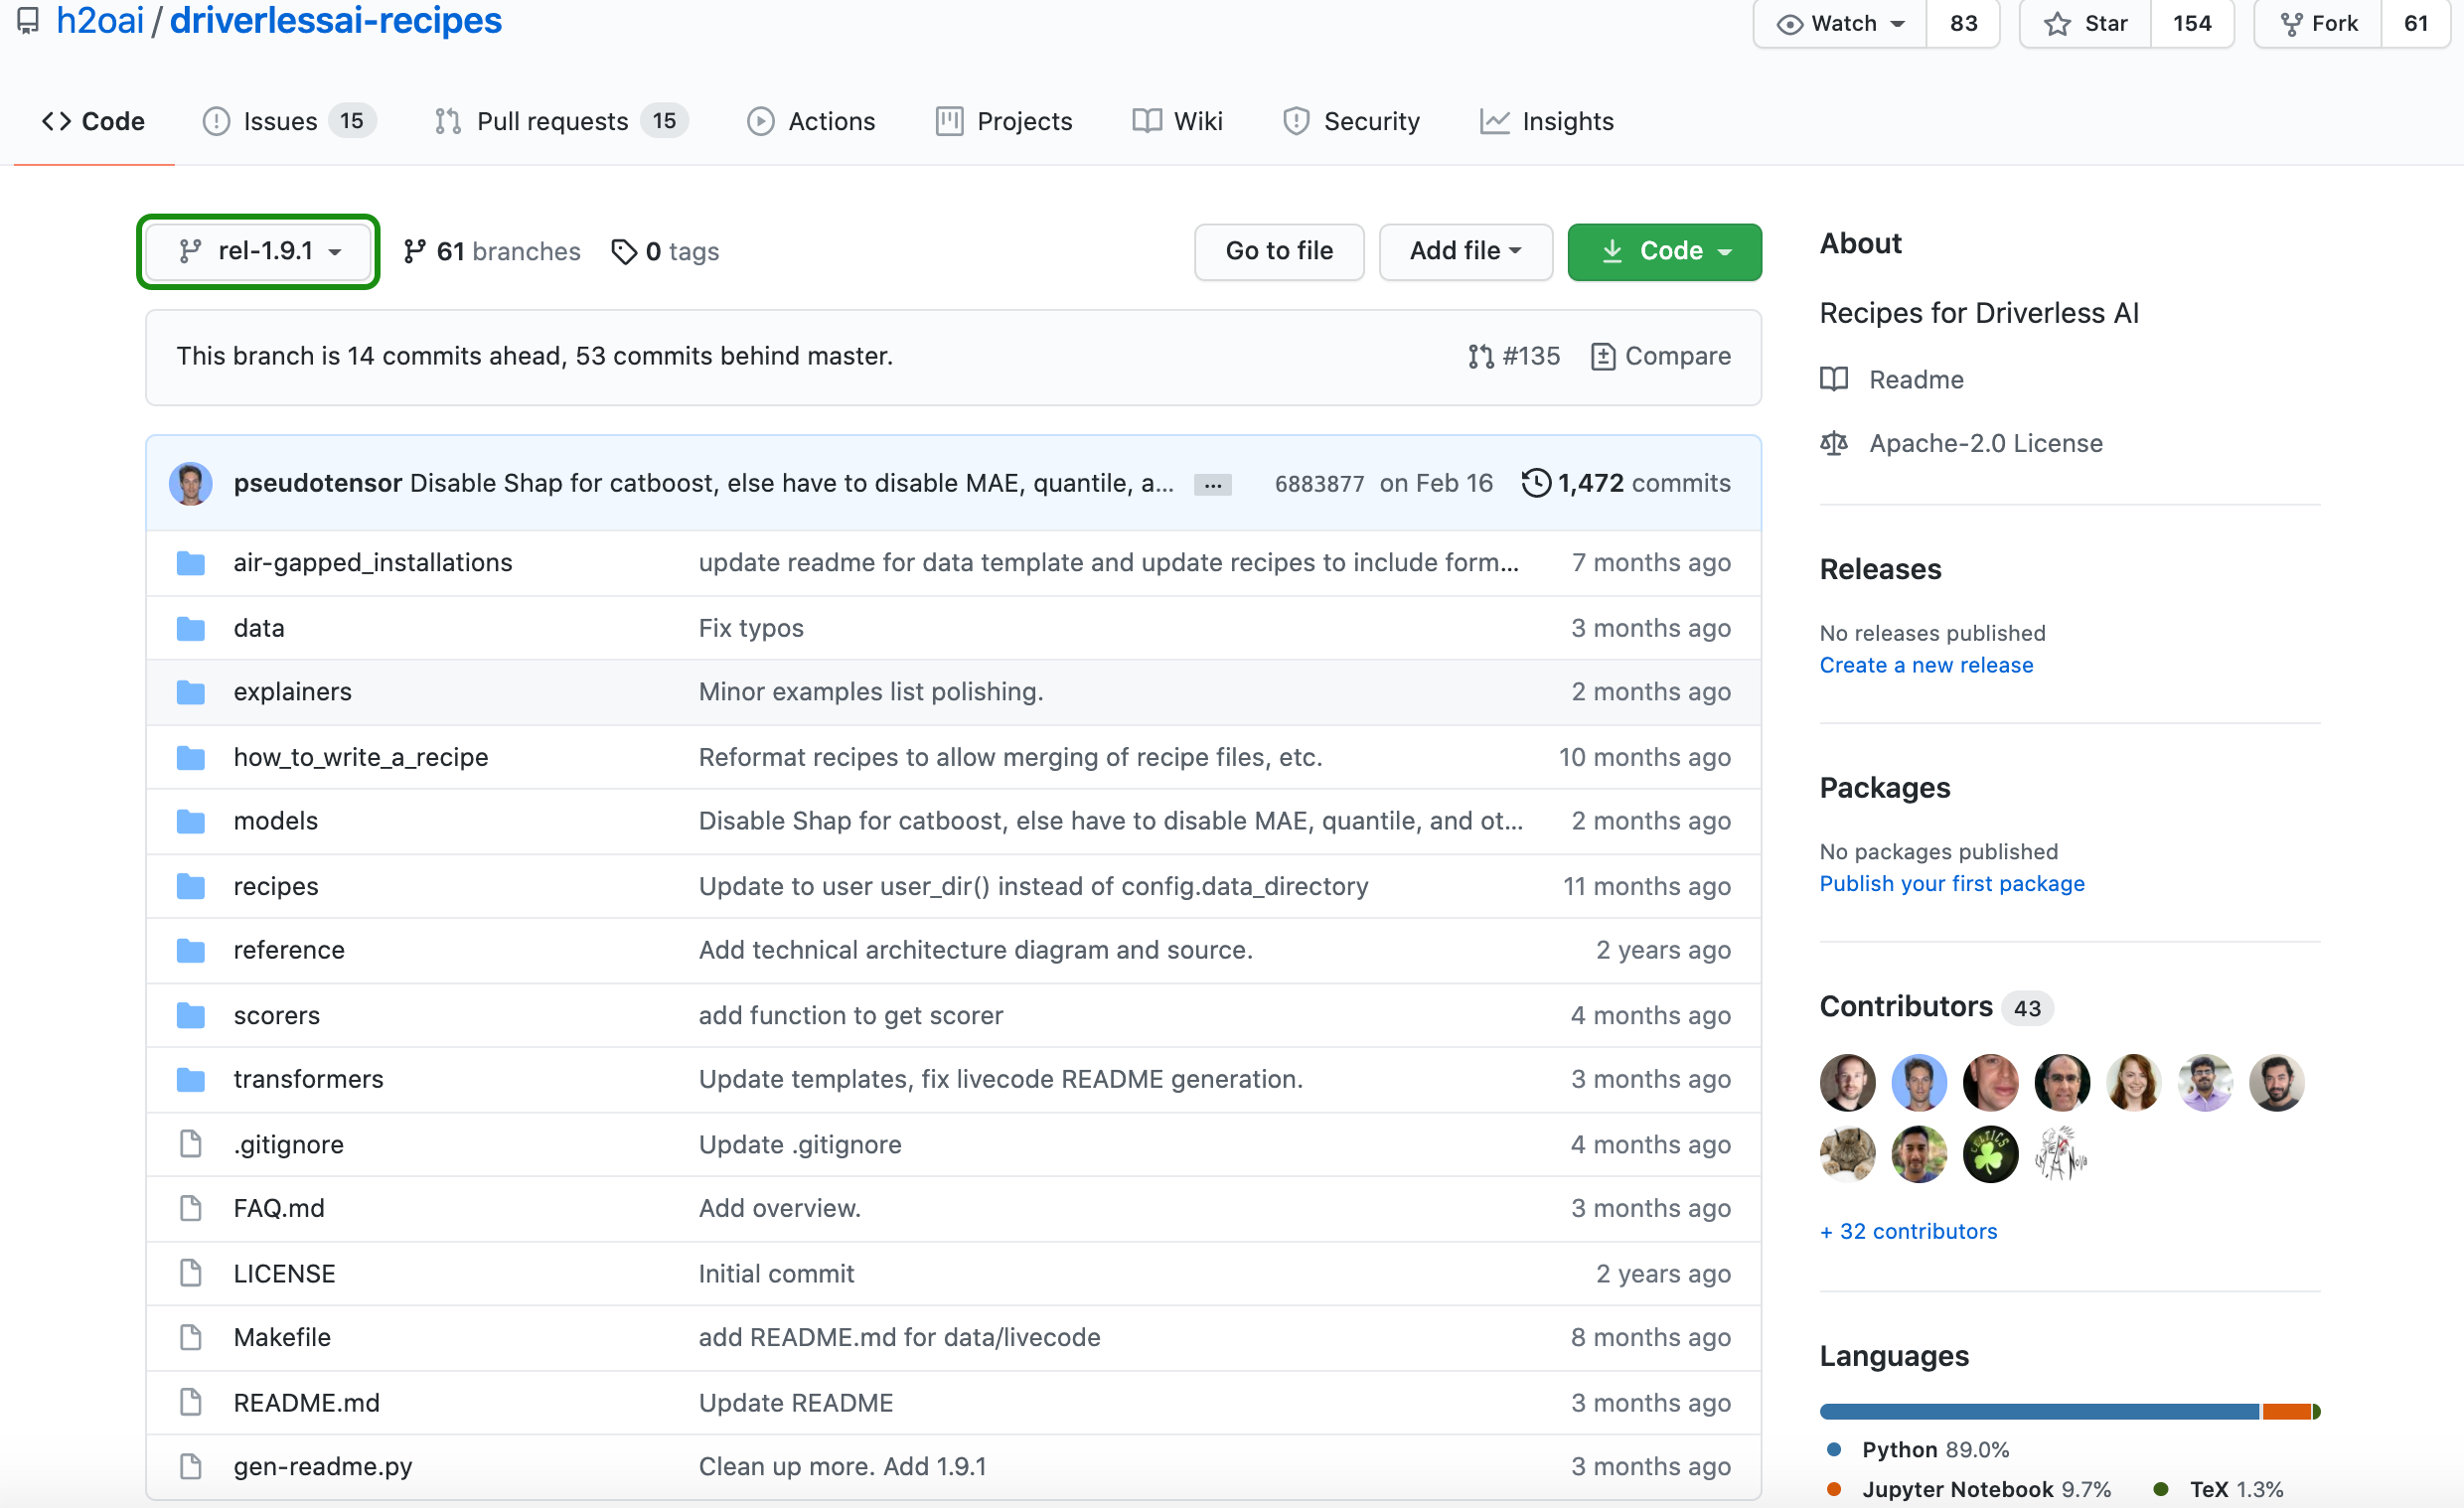 h2oai / driverlessai-recipes
Watch 83 Star 154 Fork 61
Code Issues 15 Pull requests 15 Actions Projects Wiki Security Insights
rel-1.9.1 61 branches 0 tags Go to file Add file Code
This branch is 14 commits ahead, 53 commits behind master. #135 Compare
pseudotensor Disable Shap for catboost, else have to disable MAE, quantile, a... ... 6883877 on Feb 16 1,472 commits
air-gapped_installations update readme for data template and update recipes to include form... 7 months ago
data Fix typos 3 months ago
explainers Minor examples list polishing. 2 months ago
how_to_write_a_recipe Reformat recipes to allow merging of recipe files, etc. 10 months ago
models Disable Shap for catboost, else have to disable MAE, quantile, and ot... 2 months ago
recipes Update to user user_dir() instead of config.data_directory 11 months ago
reference Add technical architecture diagram and source. 2 years ago
scorers add function to get scorer 4 months ago
transformers Update templates, fix livecode README generation. 3 months ago
.gitignore Update .gitignore 4 months ago
FAQ.md Add overview. 3 months ago
LICENSE Initial commit 2 years ago
Makefile add README.md for data/livecode 8 months ago
README.md Update README 3 months ago
gen-readme.py Clean up more. Add 1.9.1 3 months ago
About
Recipes for Driverless AI
Readme
Apache-2.0 License
Releases
No releases published
Create a new release
Packages
No packages published
Publish your first package
Contributors 43
CELTICS
+ 32 contributors
Languages
Python 89.0%
Jupyter Notebook 9.7% TeX 1.3%